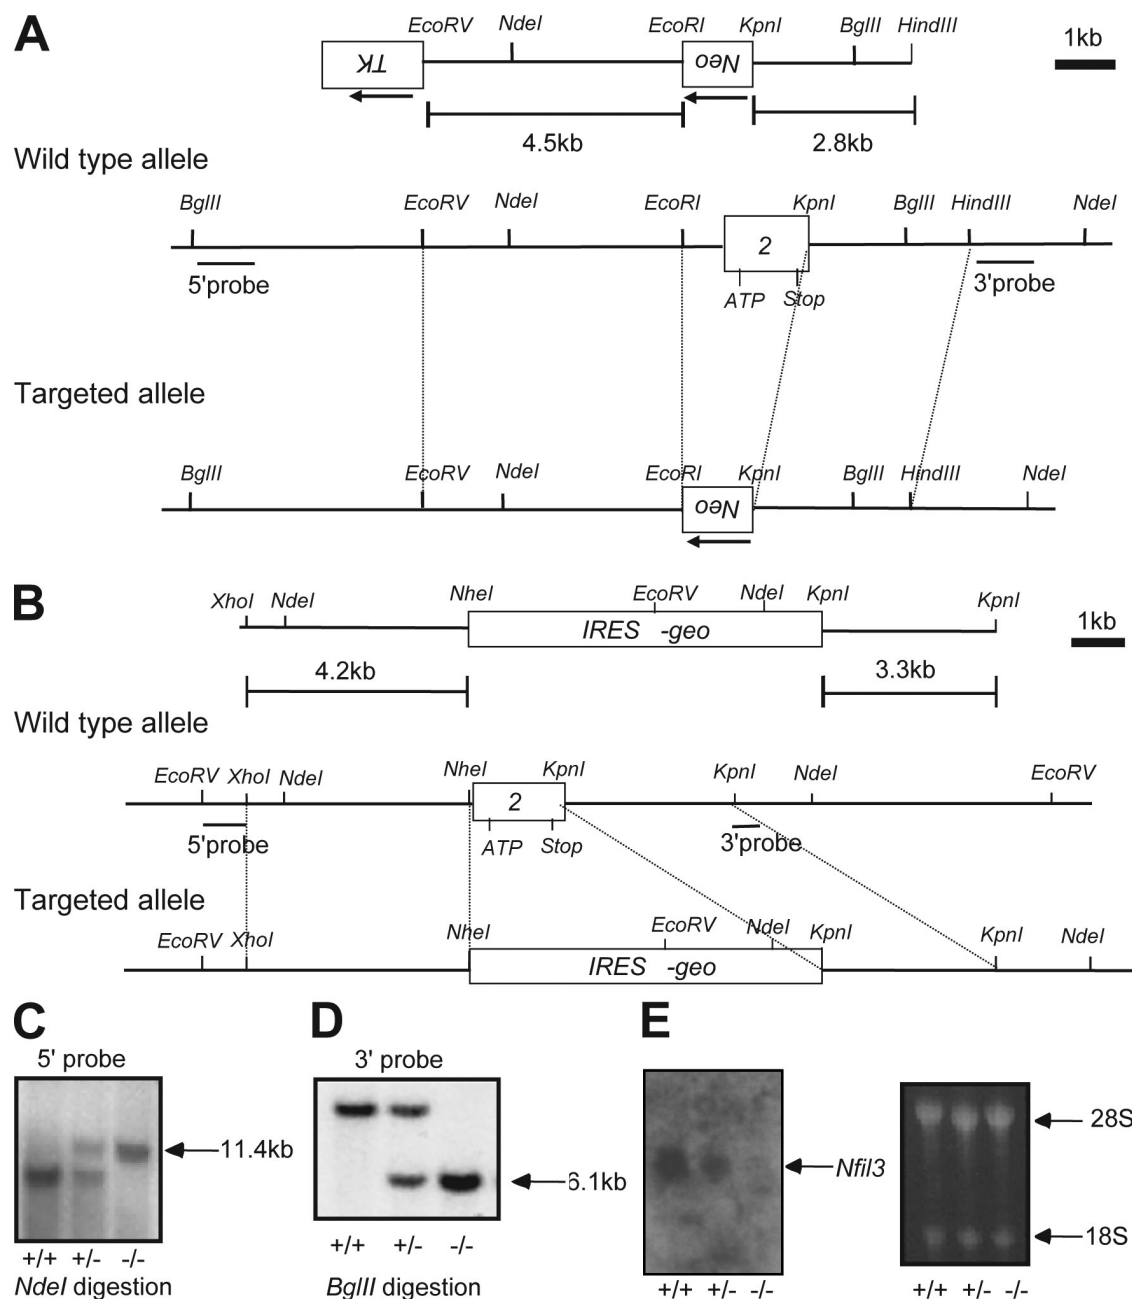 A
EcoRV NdeI EcoRI KpnI BglII HindIII
1kb
TK Neo
4.5kb 2.8kb
Wild type allele
BglII EcoRV NdeI EcoRI KpnI BglII HindIII NdeI
2
5'probe ATP Stop 3'probe
Targeted allele
BglII EcoRV NdeI EcoRI KpnI BglII HindIII NdeI
Neo
B
XhoI NdeI NheI EcoRV NdeI KpnI KpnI
1kb
IRES -geo
4.2kb 3.3kb
Wild type allele
EcoRV XhoI NdeI NheI KpnI KpnI NdeI EcoRV
2
5'probe ATP Stop 3'probe
Targeted allele
EcoRV XhoI NheI EcoRV NdeI KpnI KpnI NdeI
IRES -geo
C
5' probe
11.4kb
+/+ +/- -/-
NdeI digestion
D
3' probe
6.1kb
+/+ +/- -/-
BglII digestion
E
Nfil3
+/+ +/- -/-
28S
18S
+/+ +/- -/-